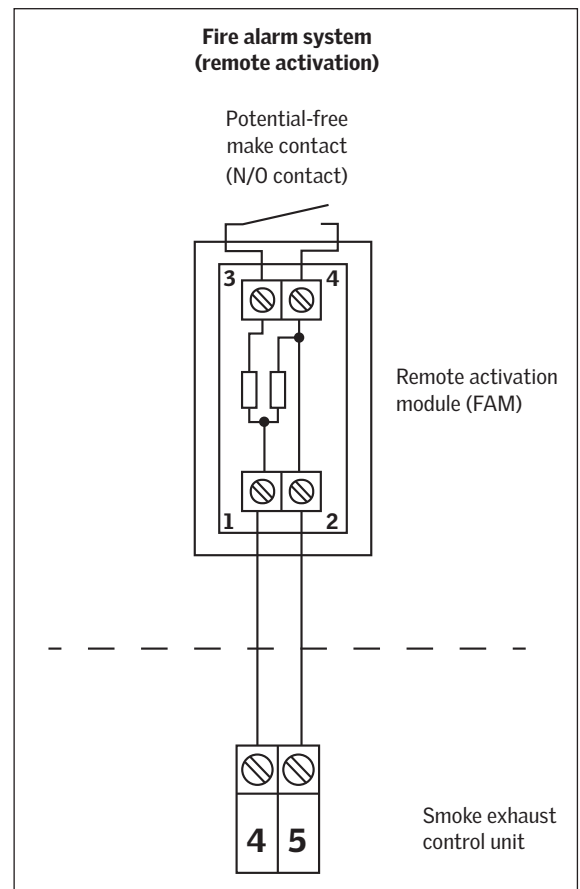 Fire alarm system
(remote activation)
Potential-free
make contact
(N/O contact)
3 4
Remote activation
module (FAM)
1 2
4 5
Smoke exhaust
control unit